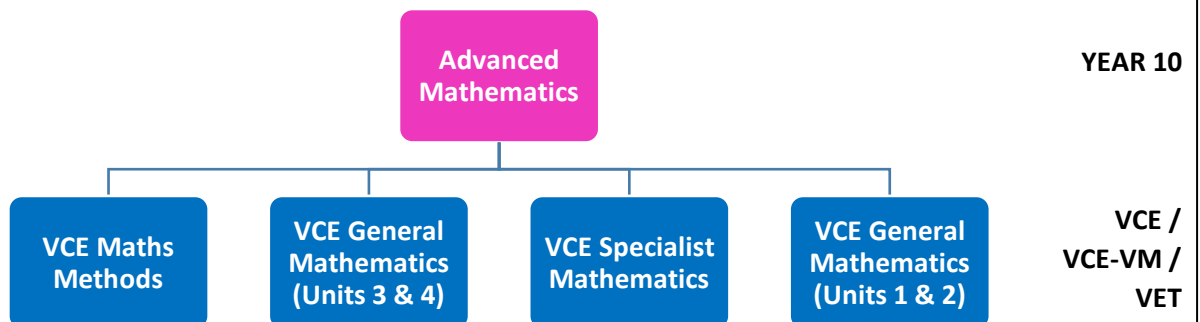 Advanced
Mathematics
YEAR 10
VCE Maths
Methods
VCE General
Mathematics
(Units 3 & 4)
VCE Specialist
Mathematics
VCE General
Mathematics
(Units 1 & 2)
VCE /
VCE-VM /
VET